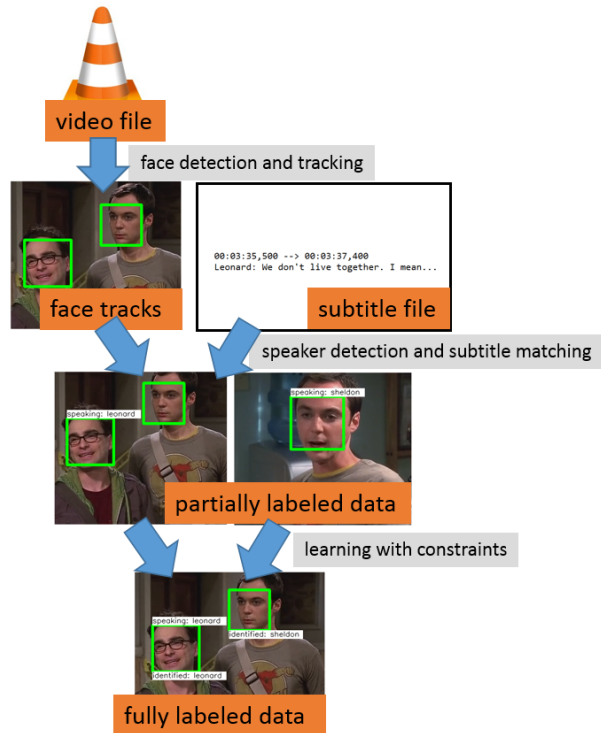 video file
face detection and tracking
00:03:35,500 --> 00:03:37,400
Leonard: We don't live together. I mean...
face tracks
subtitle file
speaker detection and subtitle matching
speaking: leonard
speaking: sheldon
partially labeled data
learning with constraints
speaking: leonard
identified: sheldon
identified: leonard
fully labeled data